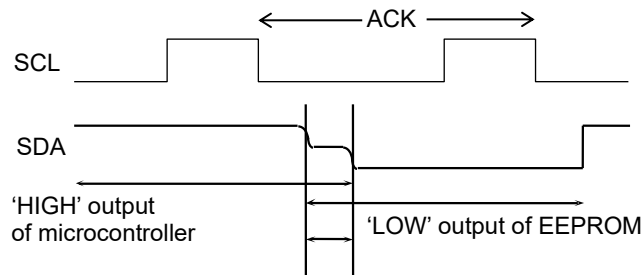 ACK
SCL
SDA
‘HIGH’ output
of microcontroller
‘LOW’ output of EEPROM